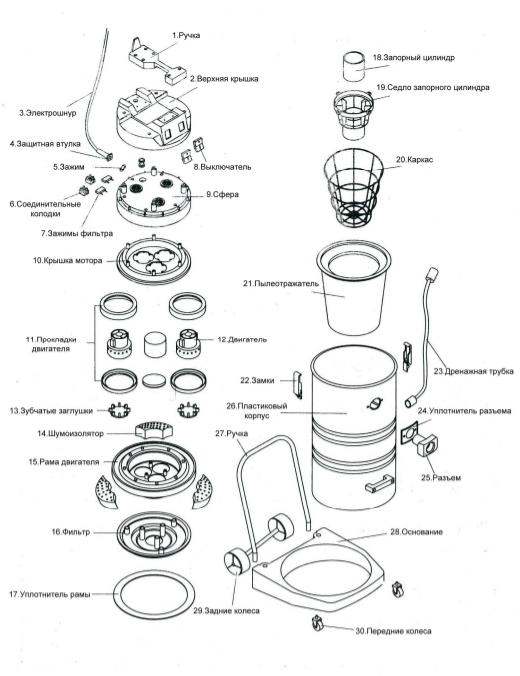 1.Ручка
2.Верхняя крышка
3.Электрошнур
4.Защитная втулка
5.Зажим
6.Соединительные
колодки
7.Зажимы фильтра
8.Выключатель
9.Сфера
10.Крышка мотора
11.Прокладки
двигателя
12.Двигатель
13.Зубчатые заглушки
14.Шумоизолятор
15.Рама двигателя
16.Фильтр
17.Уплотнитель рамы
18.Запорный цилиндр
19.Седло запорного цилиндра
20.Каркас
21.Пылеотражатель
22.Замки
23.Дренажная трубка
24.Уплотнитель разъема
25.Разъем
26.Пластиковый
корпус
27.Ручка
28.Основание
29.Задние колеса
30.Передние колеса